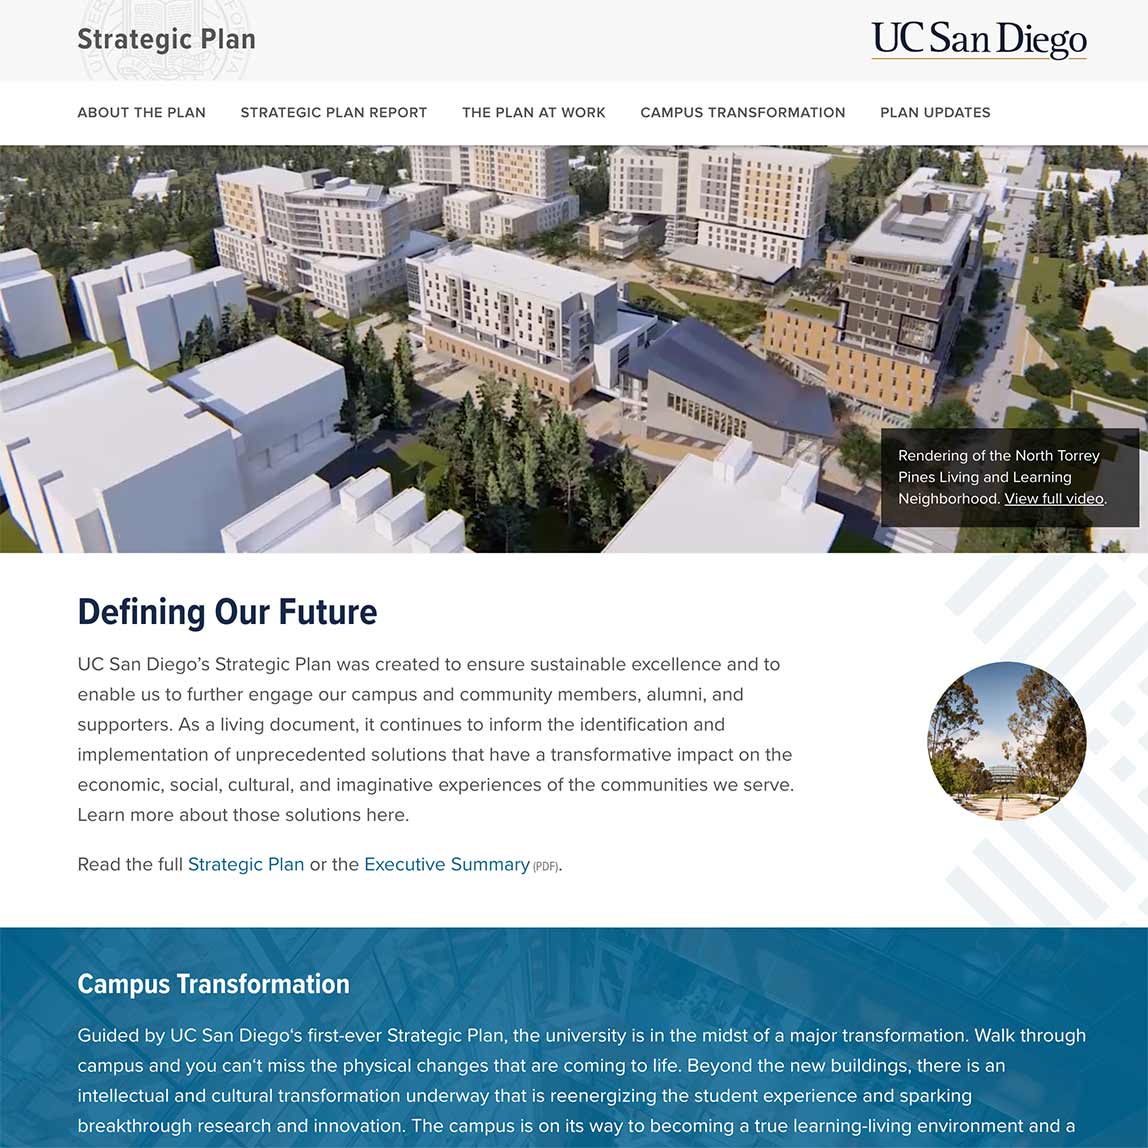 Strategic Plan
UC San Diego
ABOUT THE PLAN STRATEGIC PLAN REPORT THE PLAN AT WORK CAMPUS TRANSFORMATION PLAN UPDATES
Rendering of the North Torrey
Pines Living and Learning
Neighborhood. View full video.
Defining Our Future
UC San Diego’s Strategic Plan was created to ensure sustainable excellence and to
enable us to further engage our campus and community members, alumni, and
supporters. As a living document, it continues to inform the identification and
implementation of unprecedented solutions that have a transformative impact on the
economic, social, cultural, and imaginative experiences of the communities we serve.
Learn more about those solutions here.
Read the full Strategic Plan or the Executive Summary (PDF).
Campus Transformation
Guided by UC San Diego‘s first-ever Strategic Plan, the university is in the midst of a major transformation. Walk through
campus and you can‘t miss the physical changes that are coming to life. Beyond the new buildings, there is an
intellectual and cultural transformation underway that is reenergizing the student experience and sparking
breakthrough research and innovation. The campus is on its way to becoming a true learning-living environment and a